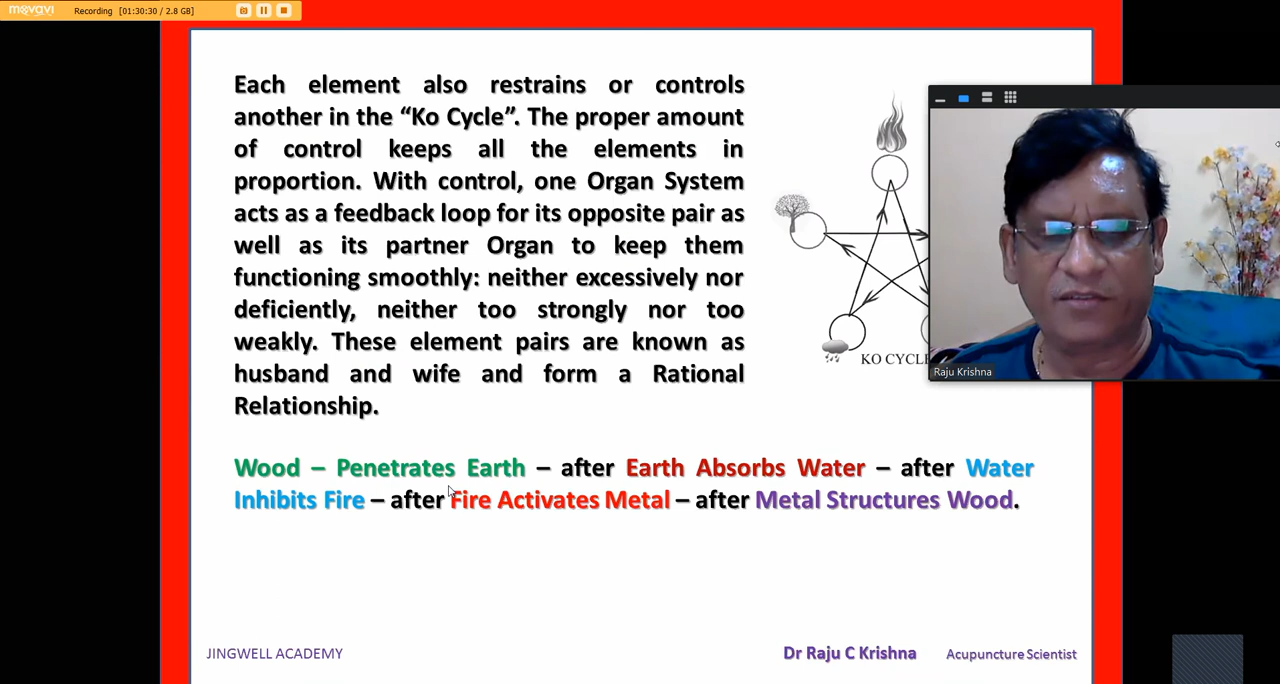 movavi Recording [01:30:30 / 2.8 GB]
Each element also restrains or controls
another in the “Ko Cycle”. The proper amount
of control keeps all the elements in
proportion. With control, one Organ System
acts as a feedback loop for its opposite pair as
well as its partner Organ to keep them
functioning smoothly: neither excessively nor
deficiently, neither too strongly nor too
weakly. These element pairs are known as
husband and wife and form a Rational
Relationship.
KO CYCLE
Raju Krishna
Wood – Penetrates Earth – after Earth Absorbs Water – after Water
Inhibits Fire – after Fire Activates Metal – after Metal Structures Wood.
JINGWELL ACADEMY Dr Raju C Krishna Acupuncture Scientist